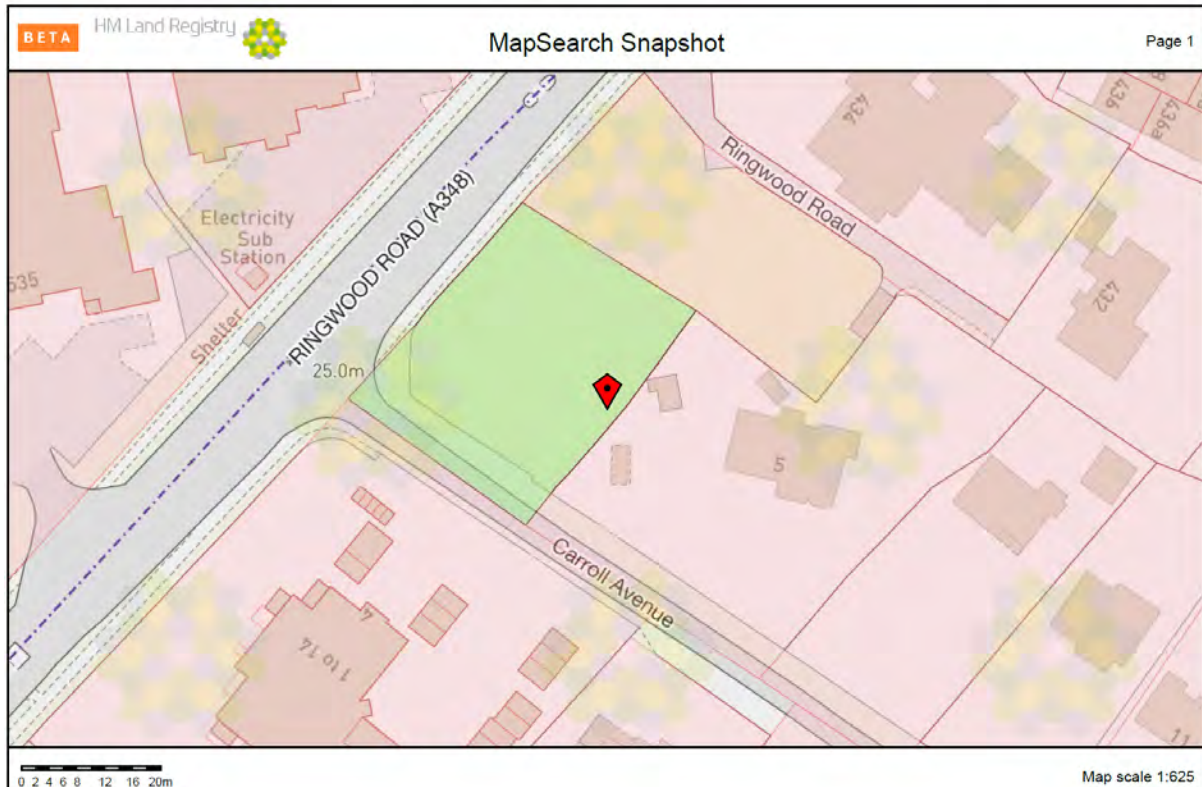 BETA
HM Land Registry
MapSearch Snapshot
Page 1
434
436
436a
Ringwood Road
RINGWOOD ROAD (A348)
Electricity
Sub
Station
535
Shelter
25.0m
432
5
Carroll Avenue
4
1 to 14
11
0 2 4 6 8 12 16 20m
Map scale 1:625